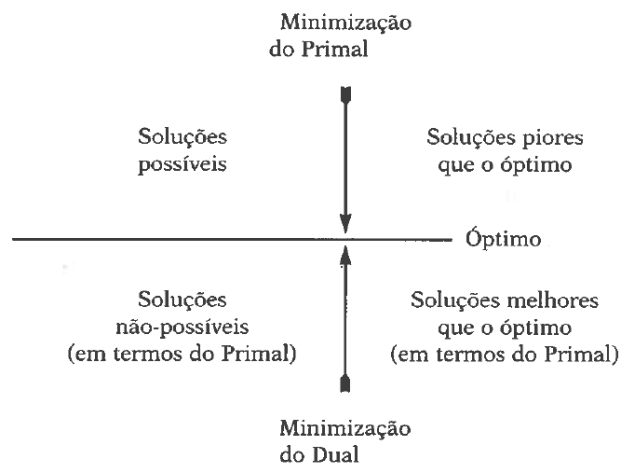 Minimização
do Primal
Soluções
possíveis
Soluções piores
que o óptimo
Óptimo
Soluções
não-possíveis
(em termos do Primal)
Soluções melhores
que o óptimo
(em termos do Primal)
Minimização
do Dual